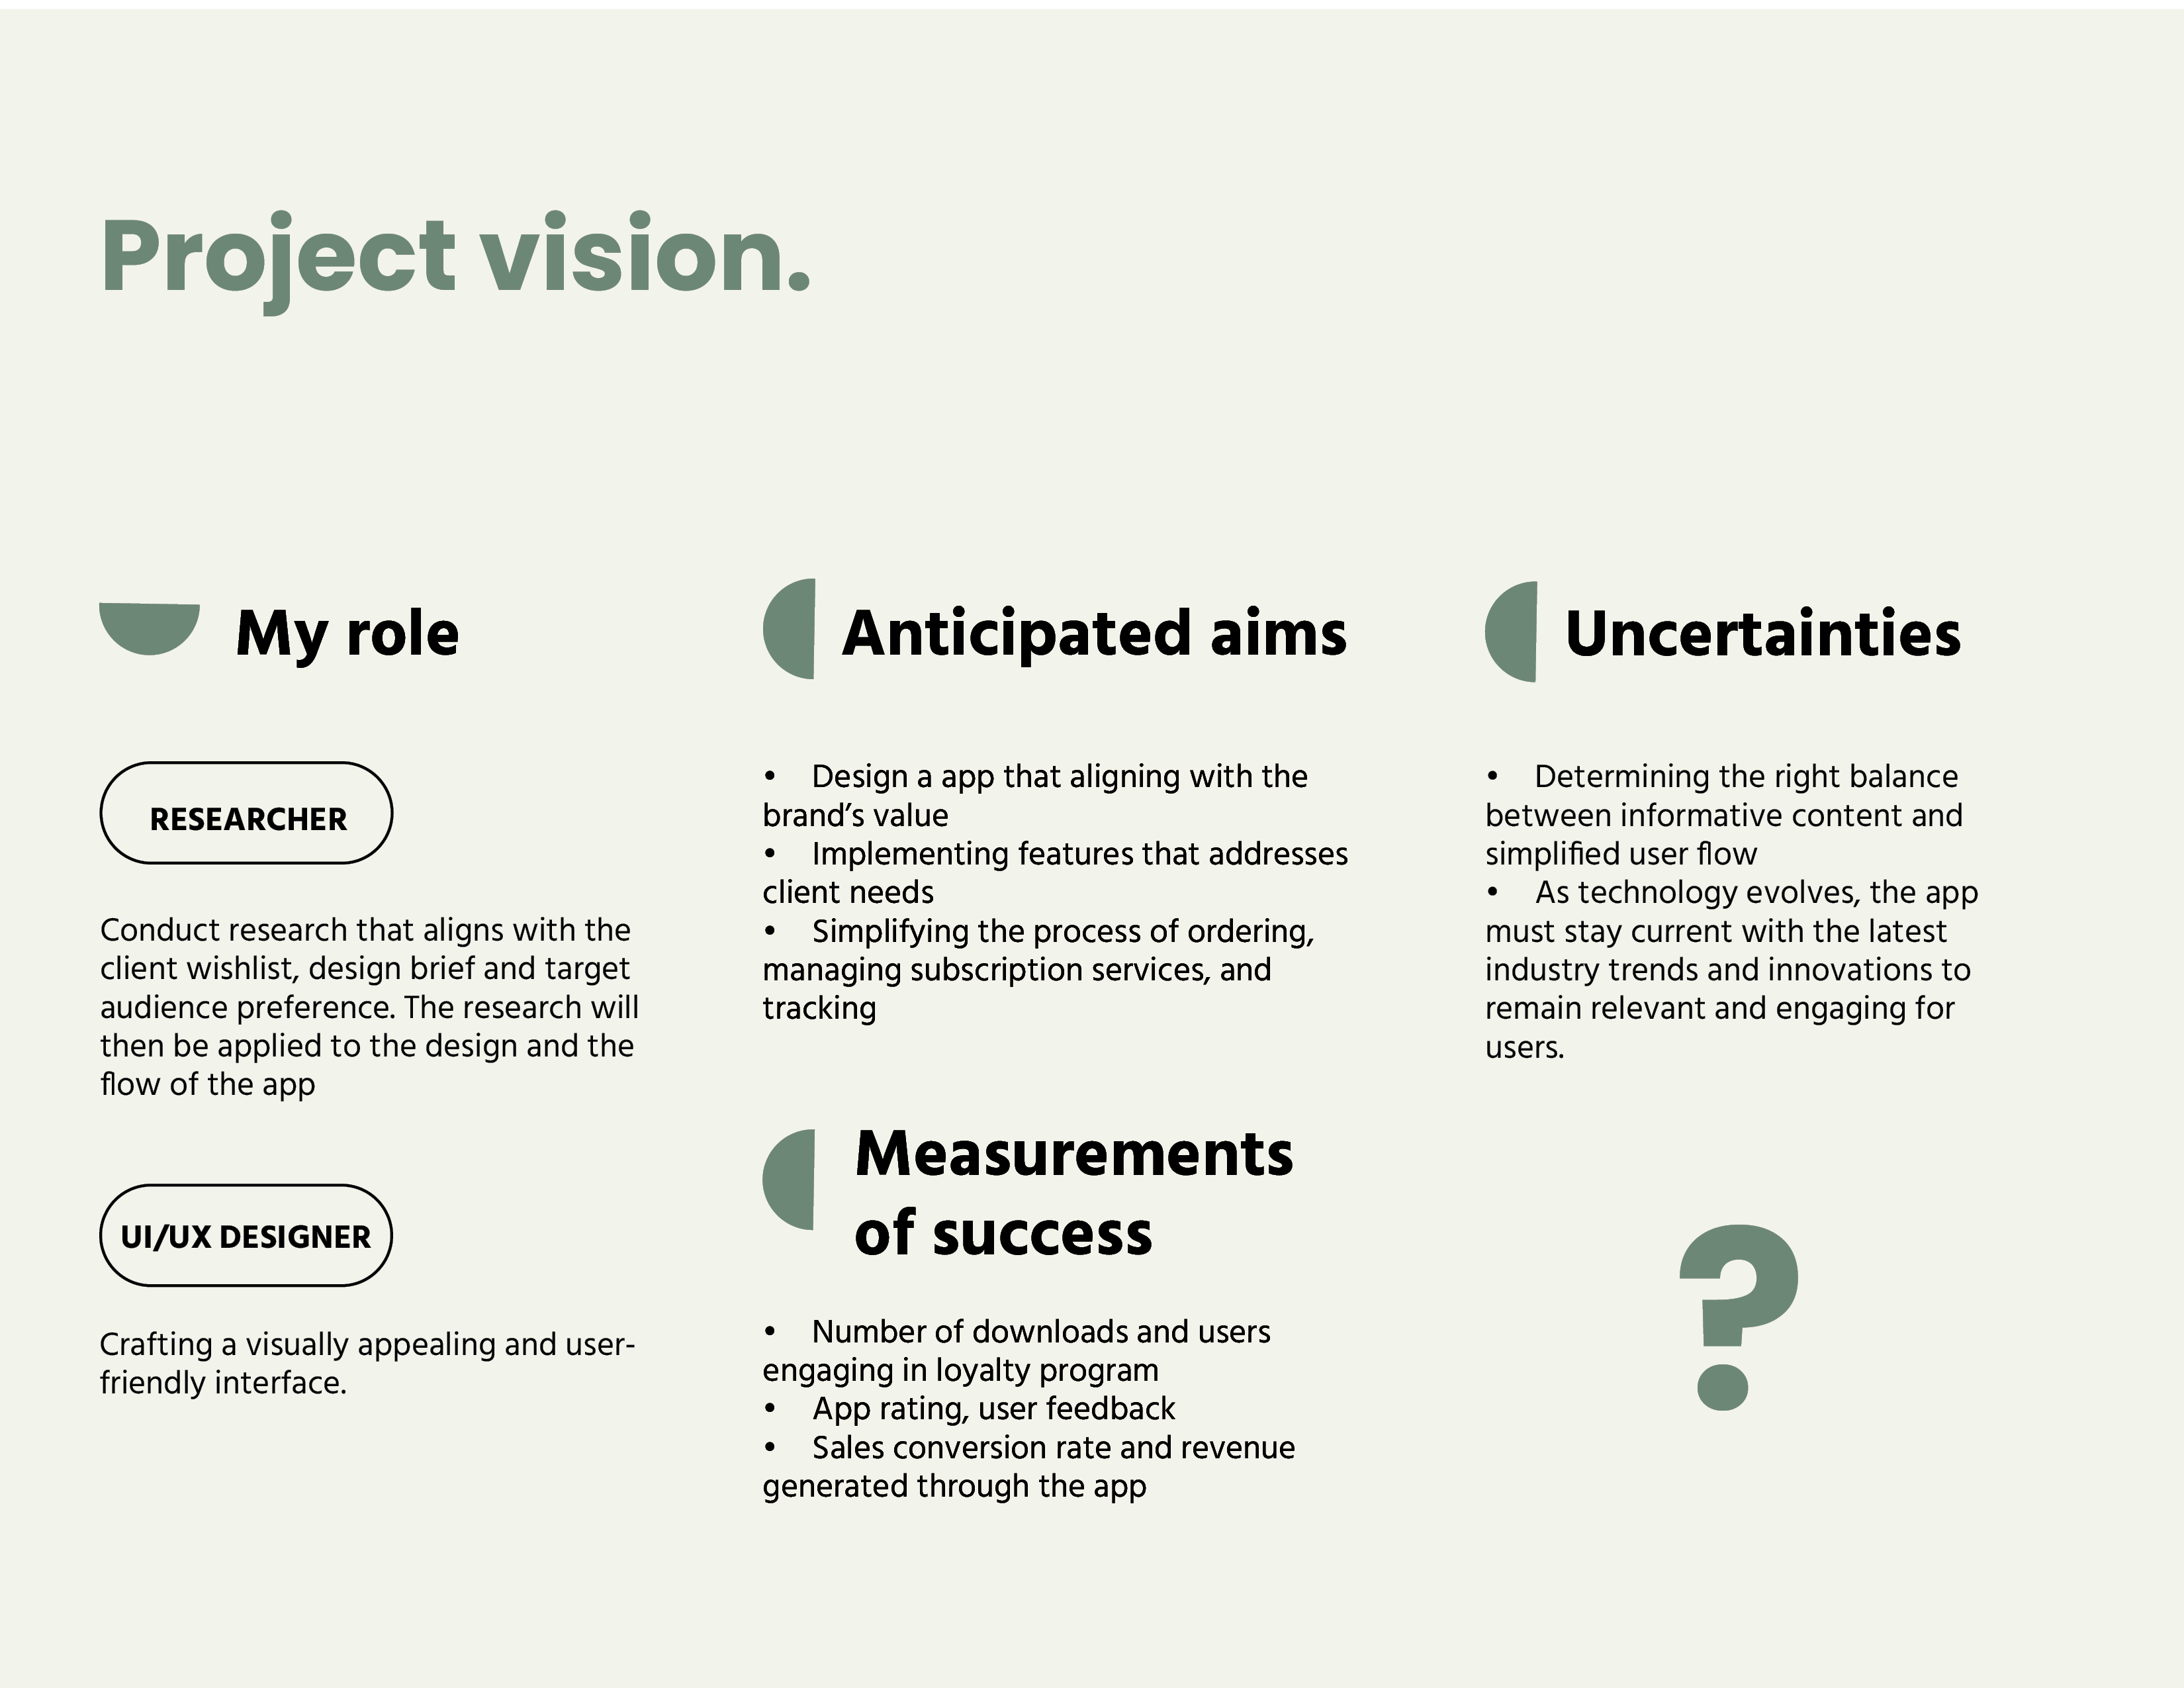 Project vision.
My role
RESEARCHER
Conduct research that aligns with the
client wishlist, design brief and target
audience preference. The research will
then be applied to the design and the
flow of the app
UI/UX DESIGNER
Crafting a visually appealing and user-
friendly interface.
Anticipated aims
• Design a app that aligning with the
brand’s value
• Implementing features that addresses
client needs
• Simplifying the process of ordering,
managing subscription services, and
tracking
Measurements
of success
• Number of downloads and users
engaging in loyalty program
• App rating, user feedback
• Sales conversion rate and revenue
generated through the app
Uncertainties
• Determining the right balance
between informative content and
simplified user flow
• As technology evolves, the app
must stay current with the latest
industry trends and innovations to
remain relevant and engaging for
users.
?